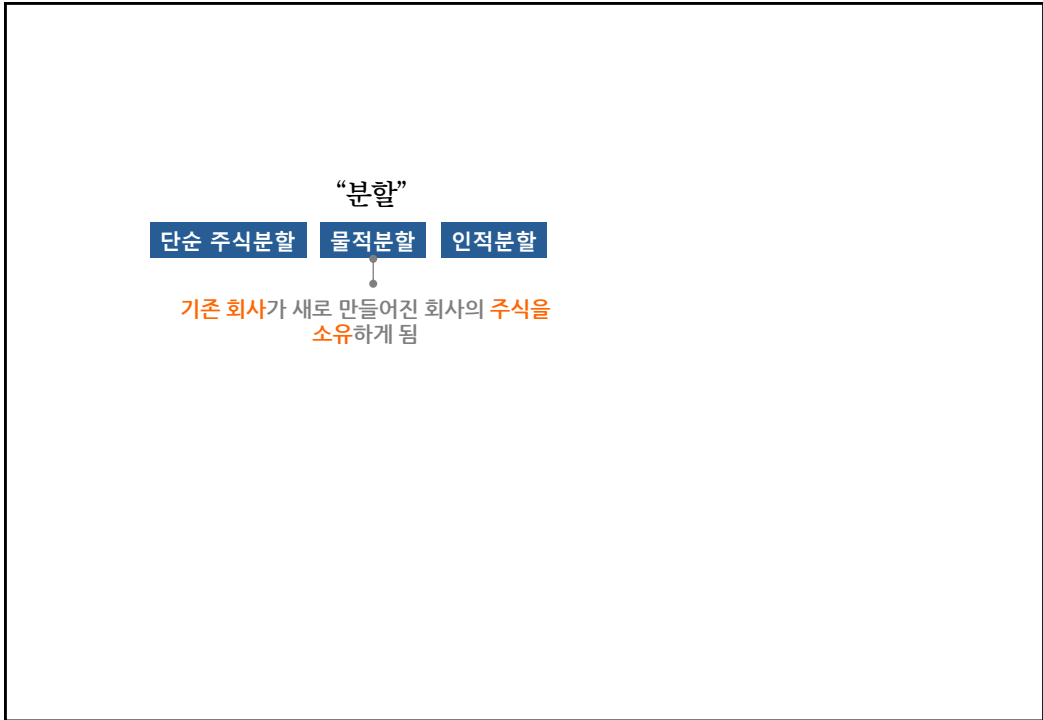 “분할”
단순 주식분할 물적분할 인적분할
기존 회사가 새로 만들어진 회사의 주식을
소유하게 됨